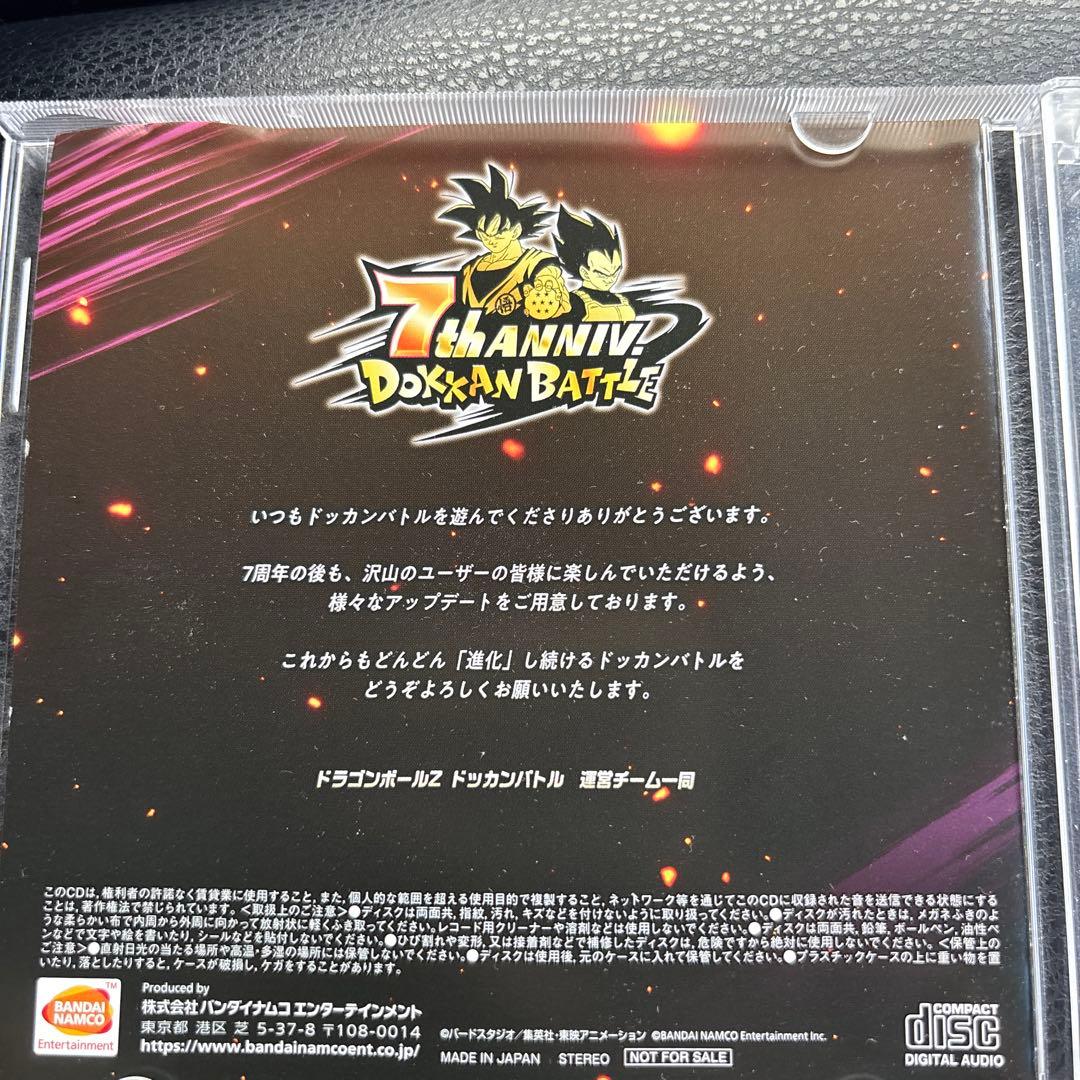 7th ANNIV.
DOKKAN BATTLE
いつもドッカンバトルを遊んでくださりありがとうございます。
7周年の後も、沢山のユーザーの皆様に楽しんでいただけるよう、
様々なアップデートをご用意しております。
これからもどんどん「進化」し続けるドッカンバトルを
どうぞよろしくお願いいたします。
ドラゴンボールZ ドッカンバトル 運営チーム一同
このCDは、権利者の許諾なく賃貸業に使用すること、また、個人的な範囲を超える使用目的で複製すること、ネットワーク等を通じてこのCDに収録された音を送信できる状態にする
ことは、著作権法で禁じられています。<取扱上のご注意>●ディスクは両面共、指紋、汚れ、キズなどを付けないように取り扱ってください。●ディスクが汚れたときは、メガネふきのよ
うな柔らかい布で内周から外周に向かって放射状に軽くふき取ってください。レコード用クリーナーや溶剤などは使用しないでください。●ディスクは両面共、鉛筆、ボールペン、油性ペ
ンなどで文字や絵を書いたり、シールなどを貼付しないでください。●ひび割れや変形、又は接着剤などで補修したディスクは、危険ですから絶対に使用しないでください。<保管上の
ご注意>●直射日光の当たる場所や高温・多湿の場所には保管しないでください。●ディスクは使用後、元のケースに入れて保管してください。●プラスチックケースの上に重い物を置
いたり、落としたりすると、ケースが破損し、ケガをすることがあります。
BANDAI
NAMCO
TM
Entertainment
Produced by
株式会社 バンダイナムコ エンターテインメント
東京都 港区 芝 5-37-8 〒108-0014
https://www.bandainamcoent.co.jp/
©バードスタジオ/集英社・東映アニメーション ©BANDAI NAMCO Entertainment Inc.
MADE IN JAPAN STEREO NOT FOR SALE
COMPACT
disc
DIGITAL AUDIO